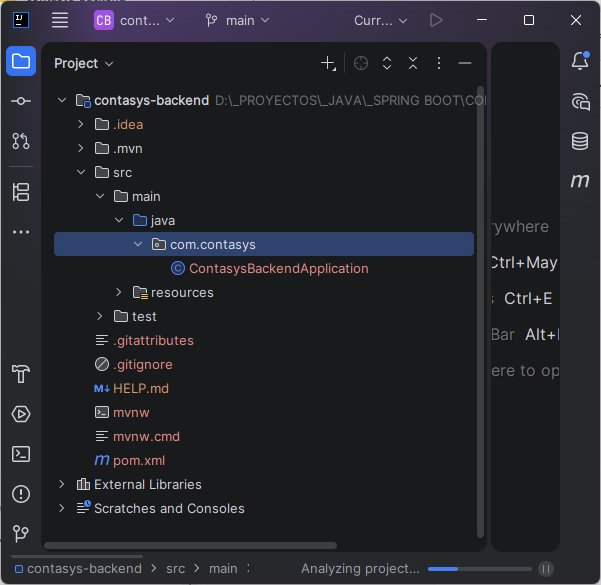 CB cont... main Curr...
Project
contasys-backend D:\_PROYECTOS\_JAVA\_SPRING BOOT\CO
.idea
.mvn
src
main
java
com.contasys
ContasysBackendApplication
resources
test
.gitattributes
.gitignore
HELP.md
mvnw
mvnw.cmd
pom.xml
External Libraries
Scratches and Consoles
ywhere
Ctrl+May
Ctrl+E
Bar Alt+
ere to op
contasys-backend > src > main
Analyzing project...